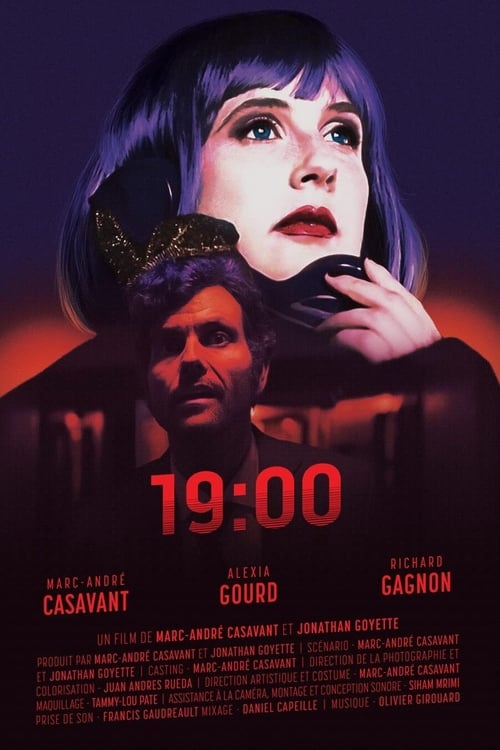 19:00
MARC-ANDRÉ
CASAVANT
ALEXIA
GOURD
RICHARD
GAGNON
UN FILM DE MARC-ANDRÉ CASAVANT ET JONATHAN GOYETTE
PRODUIT PAR MARC-ANDRÉ CASAVANT ET JONATHAN GOYETTE | SCÉNARIO - MARC-ANDRÉ CASAVANT
ET JONATHAN GOYETTE | CASTING - MARC-ANDRÉ CASAVANT | DIRECTION DE LA PHOTOGRAPHIE ET
COLORISATION - JUAN ANDRES RUEDA | DIRECTION ARTISTIQUE ET COSTUME - MARC-ANDRÉ CASAVANT
MAQUILLAGE - TAMMY-LOU PATE | ASSISTANCE À LA CAMÉRA, MONTAGE ET CONCEPTION SONORE - SIHAM MRIMI
PRISE DE SON - FRANCIS GAUDREAULT MIXAGE - DANIEL CAPEILLE | MUSIQUE - OLIVIER GIROUARD